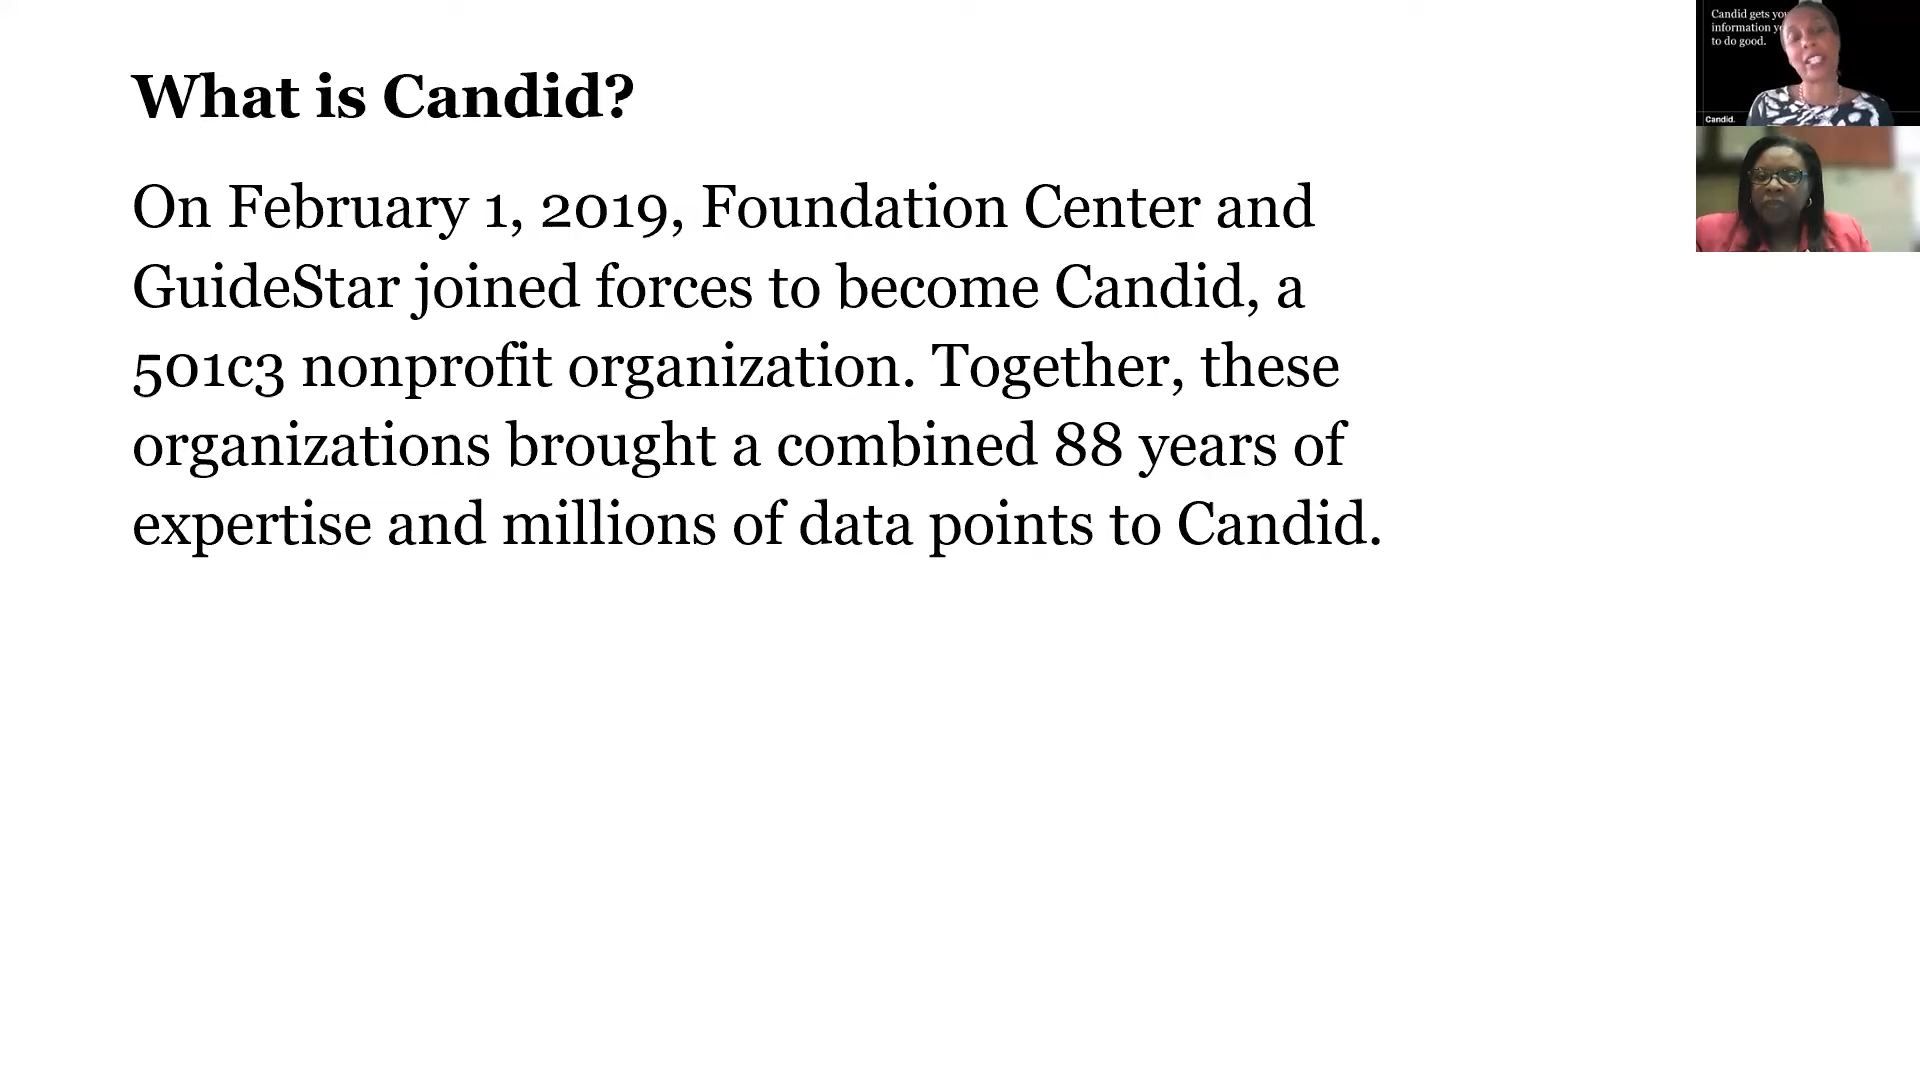 What is Candid?
On February 1, 2019, Foundation Center and
GuideStar joined forces to become Candid, a
501c3 nonprofit organization. Together, these
organizations brought a combined 88 years of
expertise and millions of data points to Candid.
Candid gets you
information
to do good.
Candid.